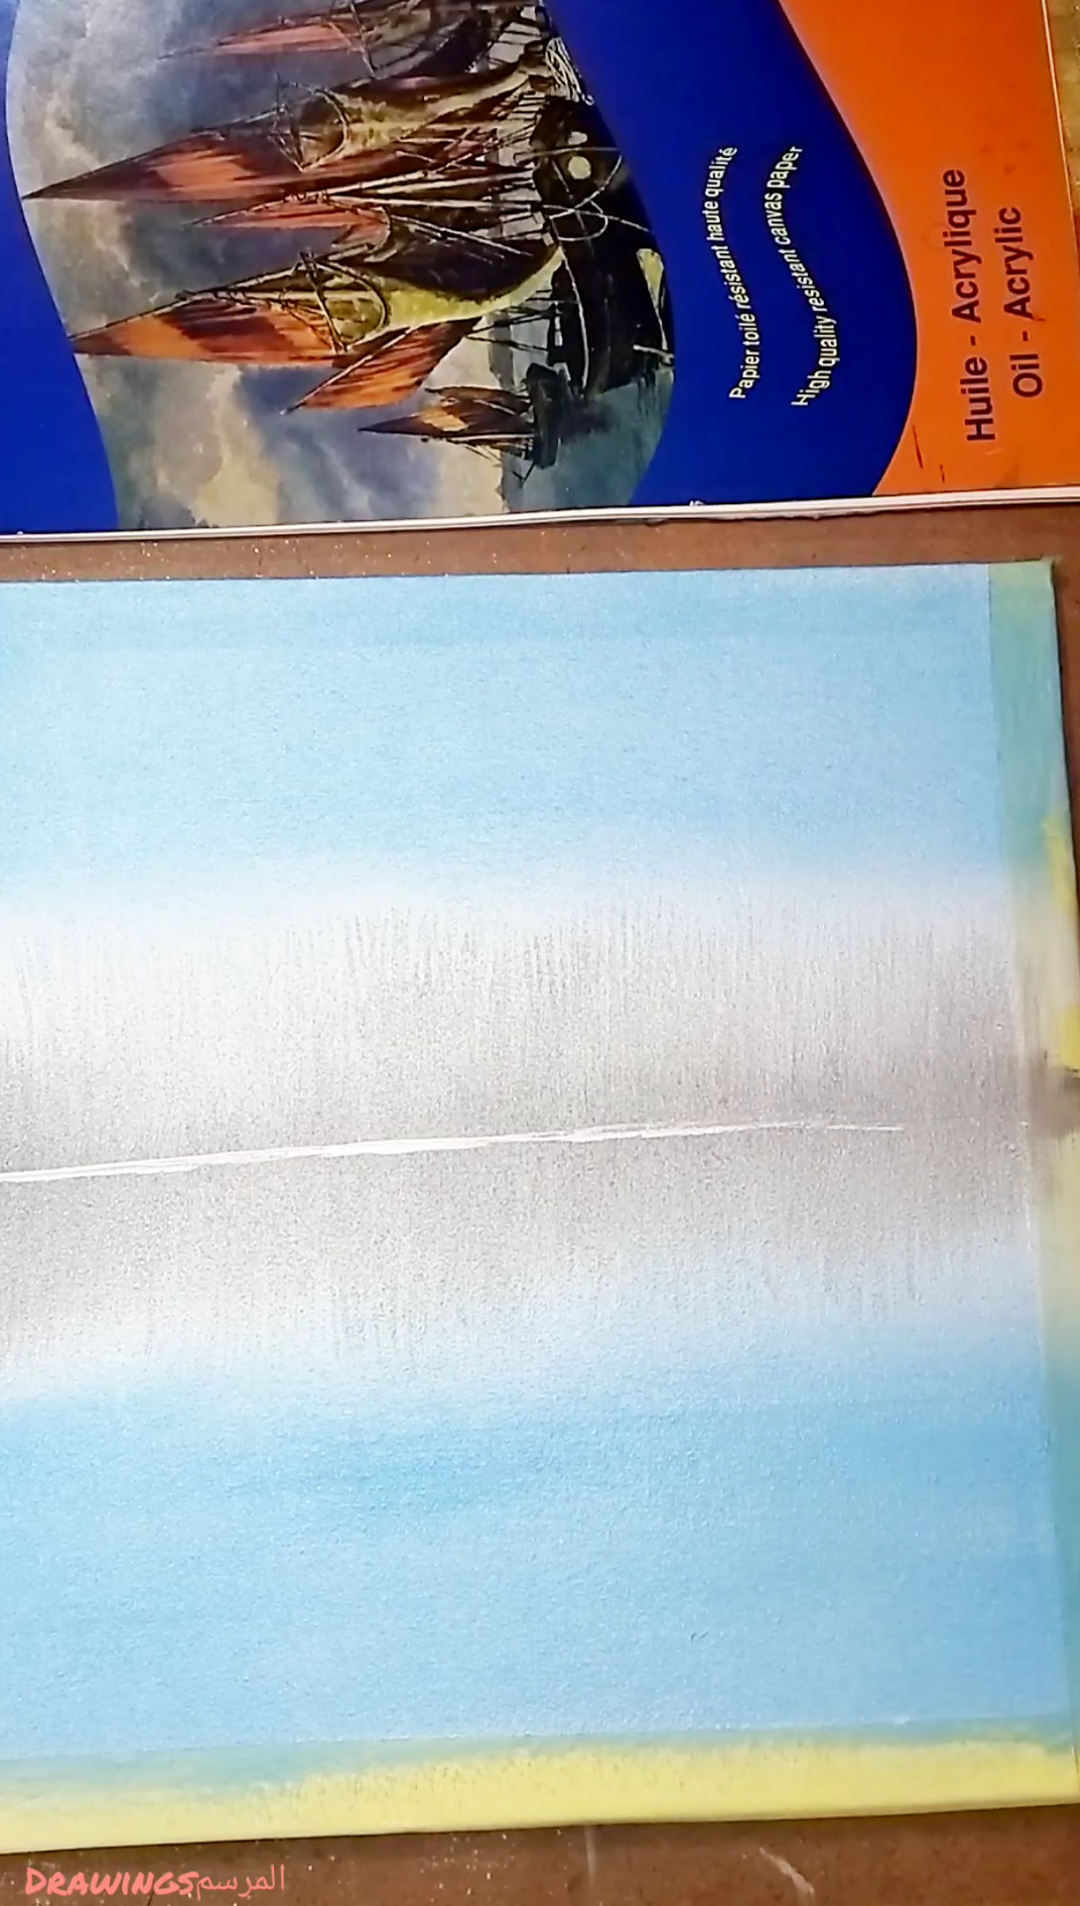 Papier toilé résistant haute qualité
High quality resistant canvas paper
Huile - Acrylique
Oil - Acrylic
DRAWINGS المرسم